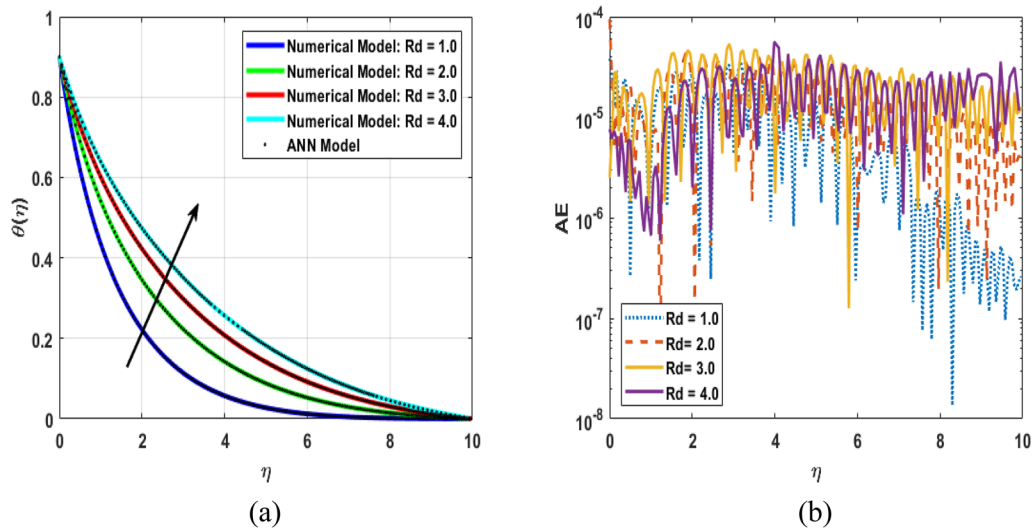 1
0.8
0.6
0.4
0.2
0
θ(η)
0 2 4 6 8 10
η
Numerical Model: Rd = 1.0
Numerical Model: Rd = 2.0
Numerical Model: Rd = 3.0
Numerical Model: Rd = 4.0
ANN Model
(a)
10-4
10-5
10-6
10-7
10-8
AE
0 2 4 6 8 10
η
Rd = 1.0
Rd= 2.0
Rd= 3.0
Rd = 4.0
(b)